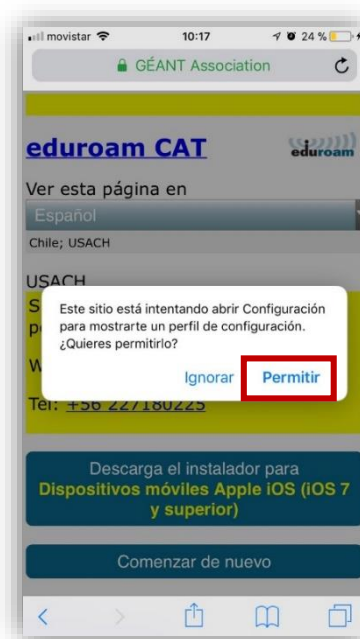 movistar 10:17 24 %
GÉANT Association
eduroam CAT eduroam
Ver esta página en
Español
Chile; USACH
USACH
S
Este sitio está intentando abrir Configuración
para mostrarte un perfil de configuración.
¿Quieres permitirlo?
p
W
Ignorar Permitir
Tel: +56 227180225
Descarga el instalador para
Dispositivos móviles Apple iOS (iOS 7
y superior)
Comenzar de nuevo